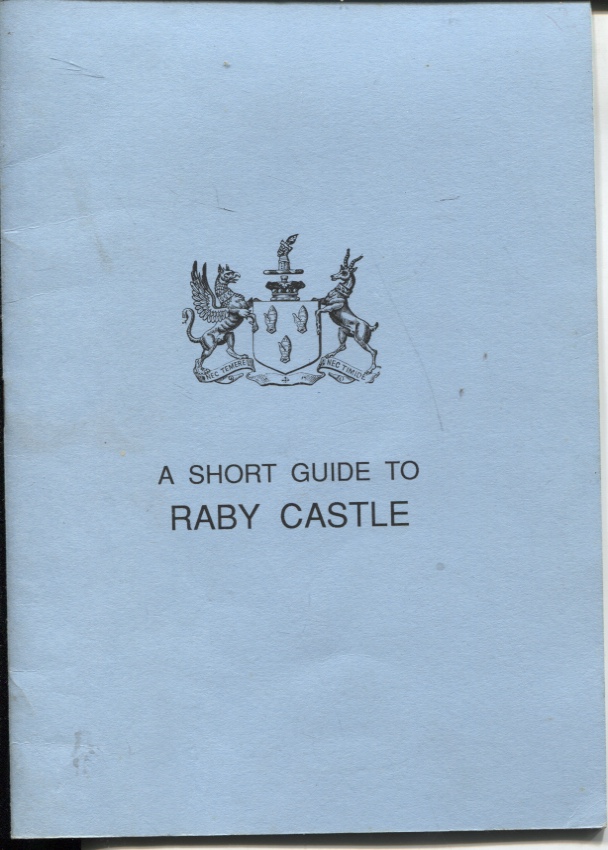 NEC TEMERE NEC TIMIDE
A SHORT GUIDE TO
RABY CASTLE